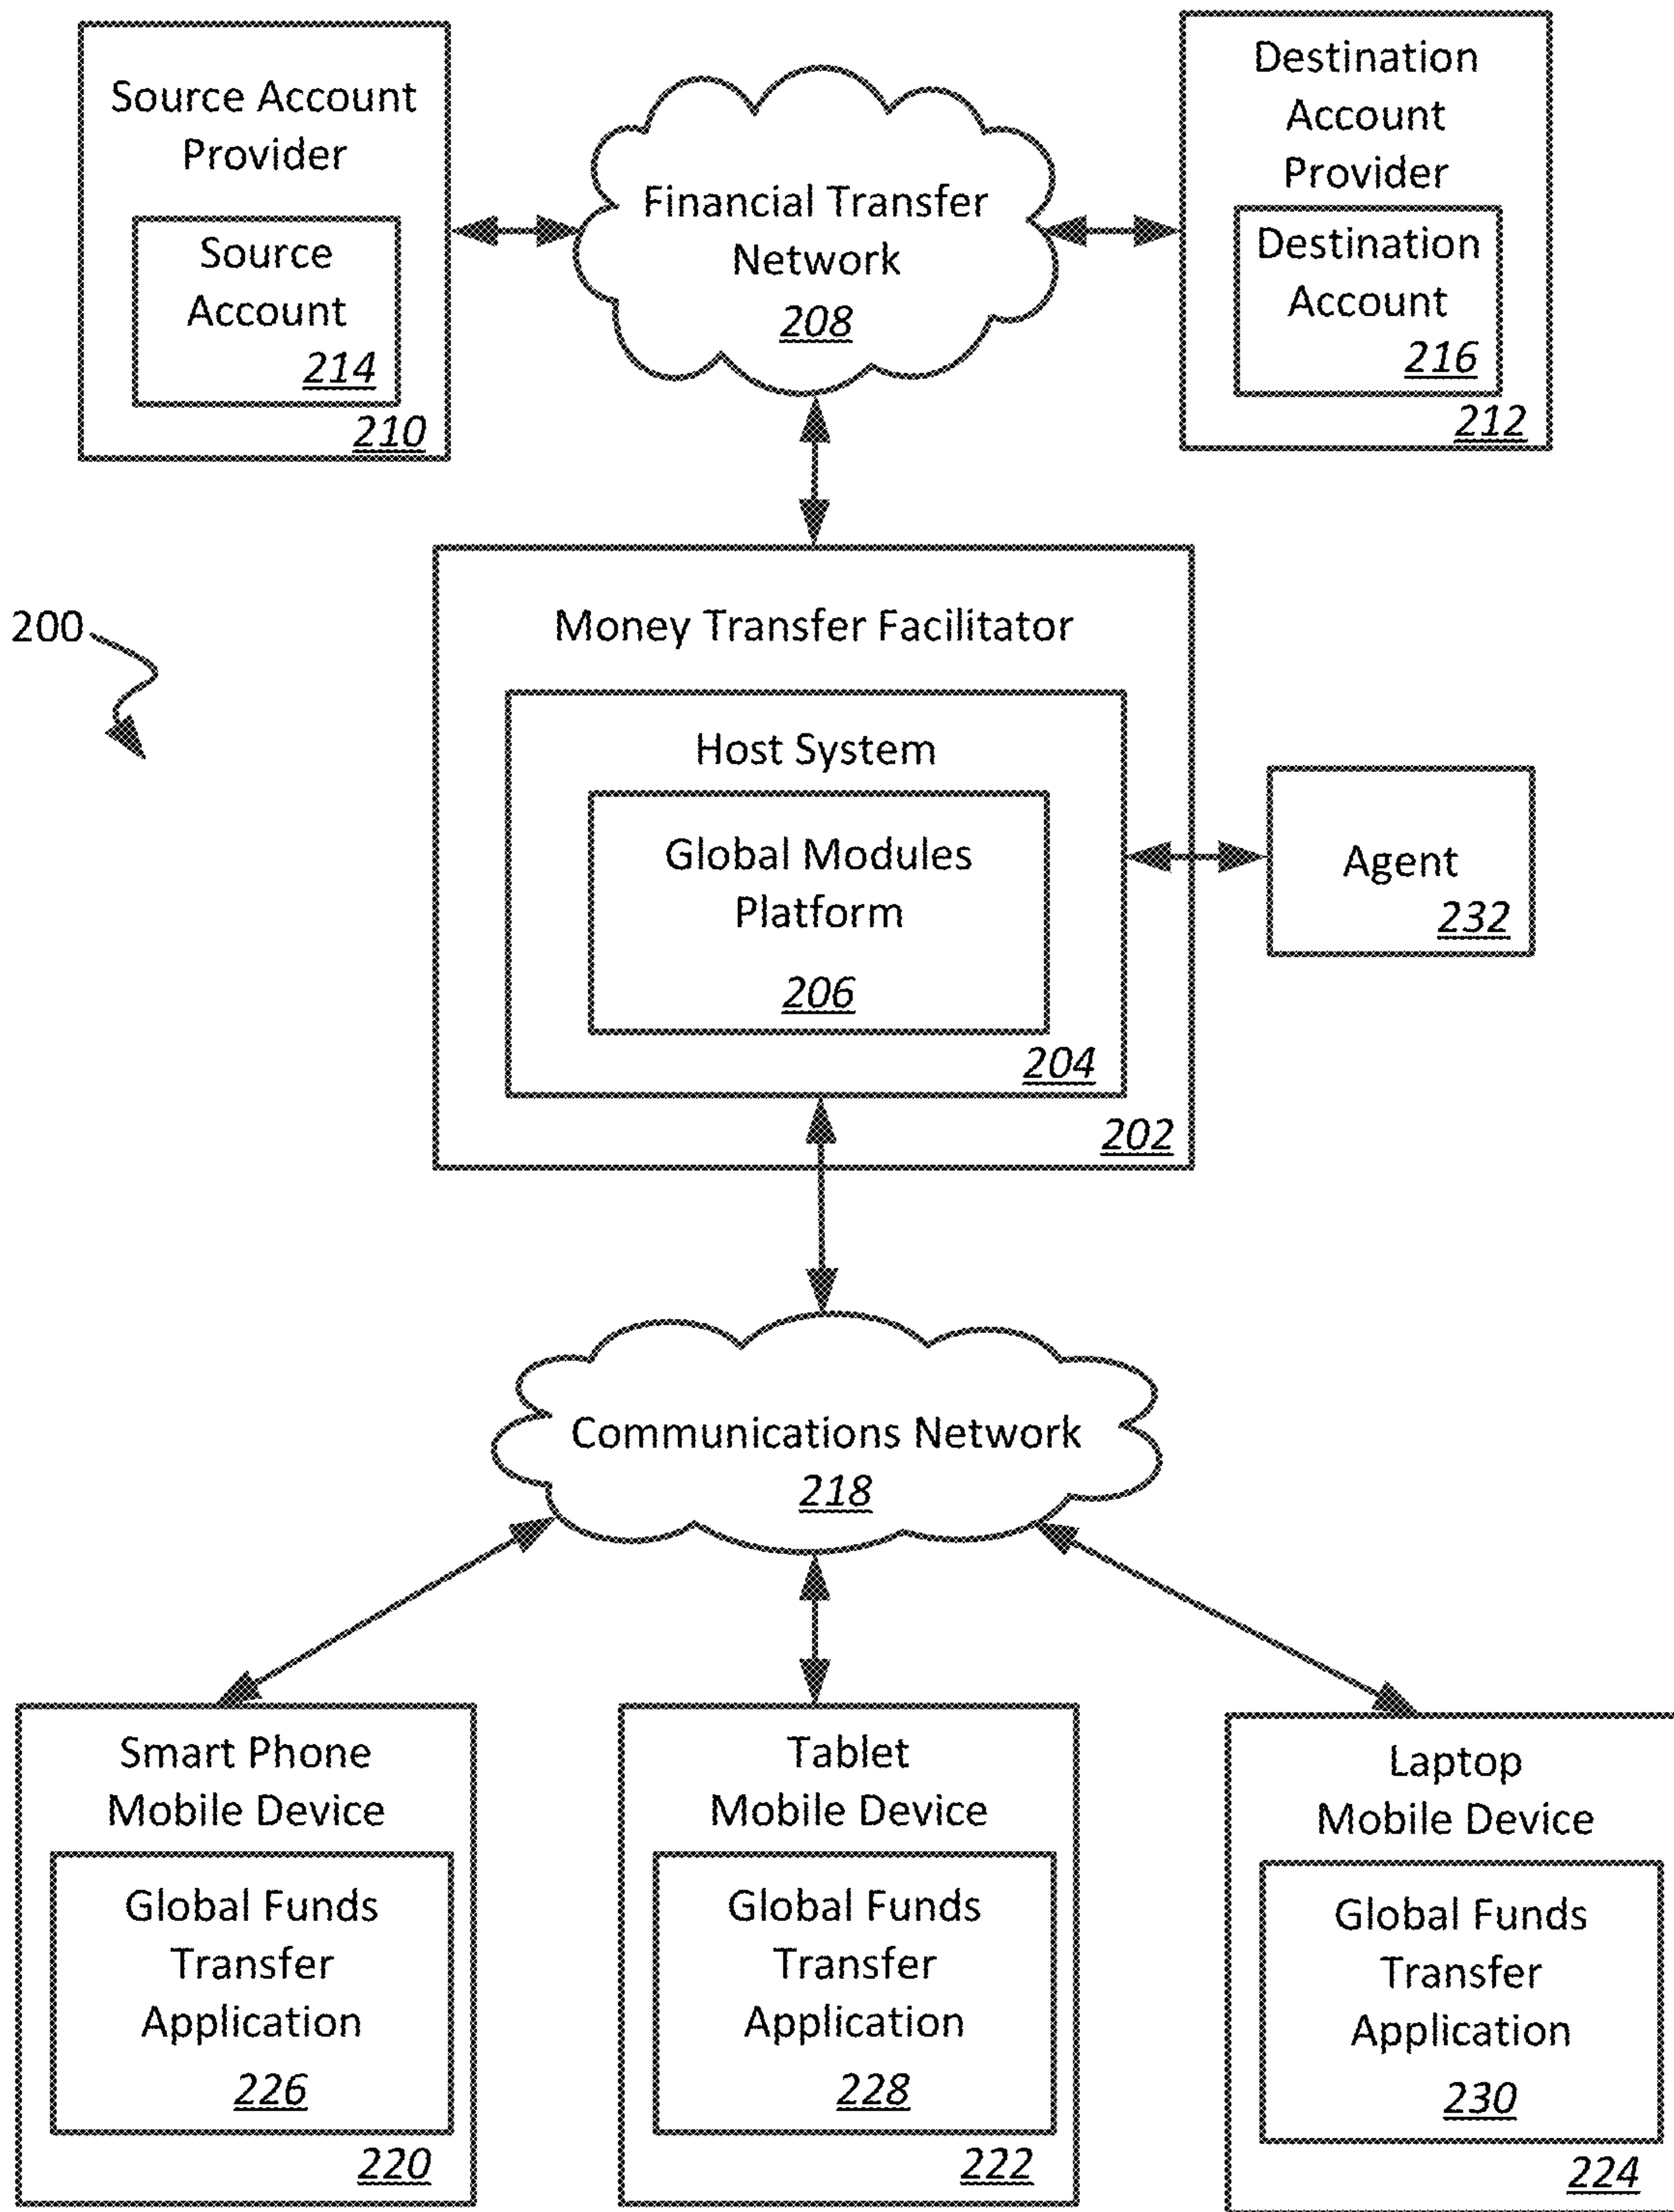 Source Account
Provider
Source
Account
214
210
Financial Transfer
Network
208
Destination
Account
Provider
Destination
Account
216
212
200
Money Transfer Facilitator
Host System
Global Modules
Platform
206
204
202
Agent
232
Communications Network
218
Smart Phone
Mobile Device
Global Funds
Transfer
Application
226
220
Tablet
Mobile Device
Global Funds
Transfer
Application
228
222
Laptop
Mobile Device
Global Funds
Transfer
Application
230
224